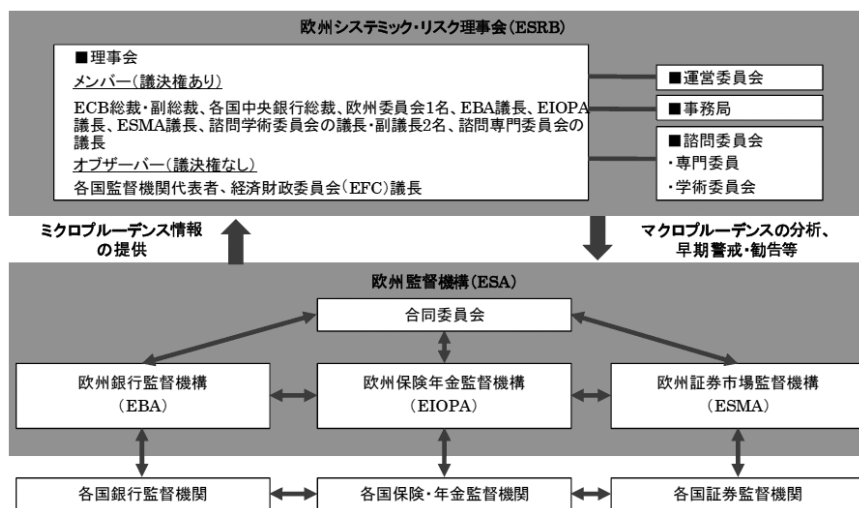 欧州システミック・リスク理事会(ESRB)
■理事会
メンバー(議決権あり)
ECB総裁・副総裁、各国中央銀行総裁、欧州委員会1名、EBA議長、EIOPA
議長、ESMA議長、諮問学術委員会の議長・副議長2名、諮問専門委員会の
議長
オブザーバー(議決権なし)
各国監督機関代表者、経済財政委員会(EFC)議長
■運営委員会
■事務局
■諮問委員会
・専門委員
・学術委員会
ミクロプルーデンス情報
の提供
マクロプルーデンスの分析、
早期警戒・勧告等
欧州監督機構(ESA)
合同委員会
欧州銀行監督機構
(EBA)
欧州保険年金監督機構
(EIOPA)
欧州証券市場監督機構
(ESMA)
各国銀行監督機関
各国保険・年金監督機関
各国証券監督機関